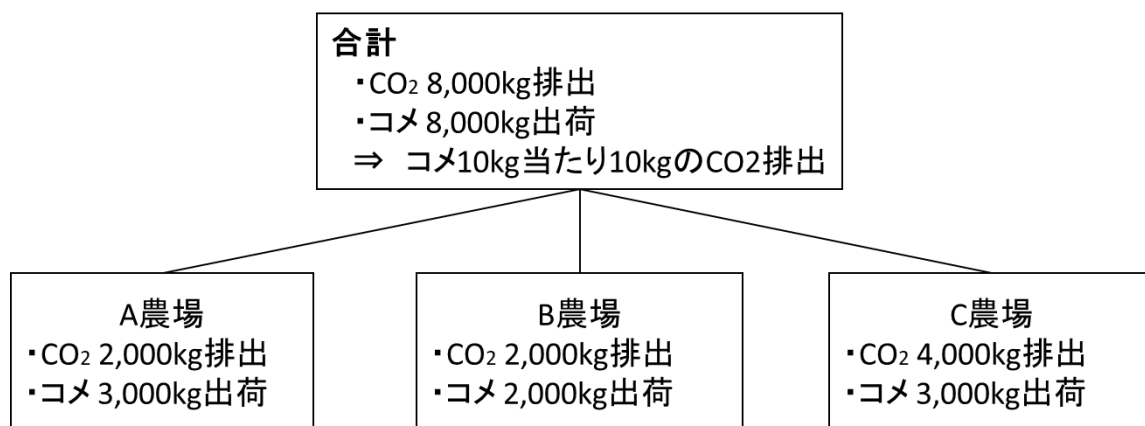 合計
・CO₂ 8,000kg排出
・コメ 8,000kg出荷
⇒ コメ10kg当たり10kgのCO2排出
A農場
・CO₂ 2,000kg排出
・コメ 3,000kg出荷
B農場
・CO₂ 2,000kg排出
・コメ 2,000kg出荷
C農場
・CO₂ 4,000kg排出
・コメ 3,000kg出荷